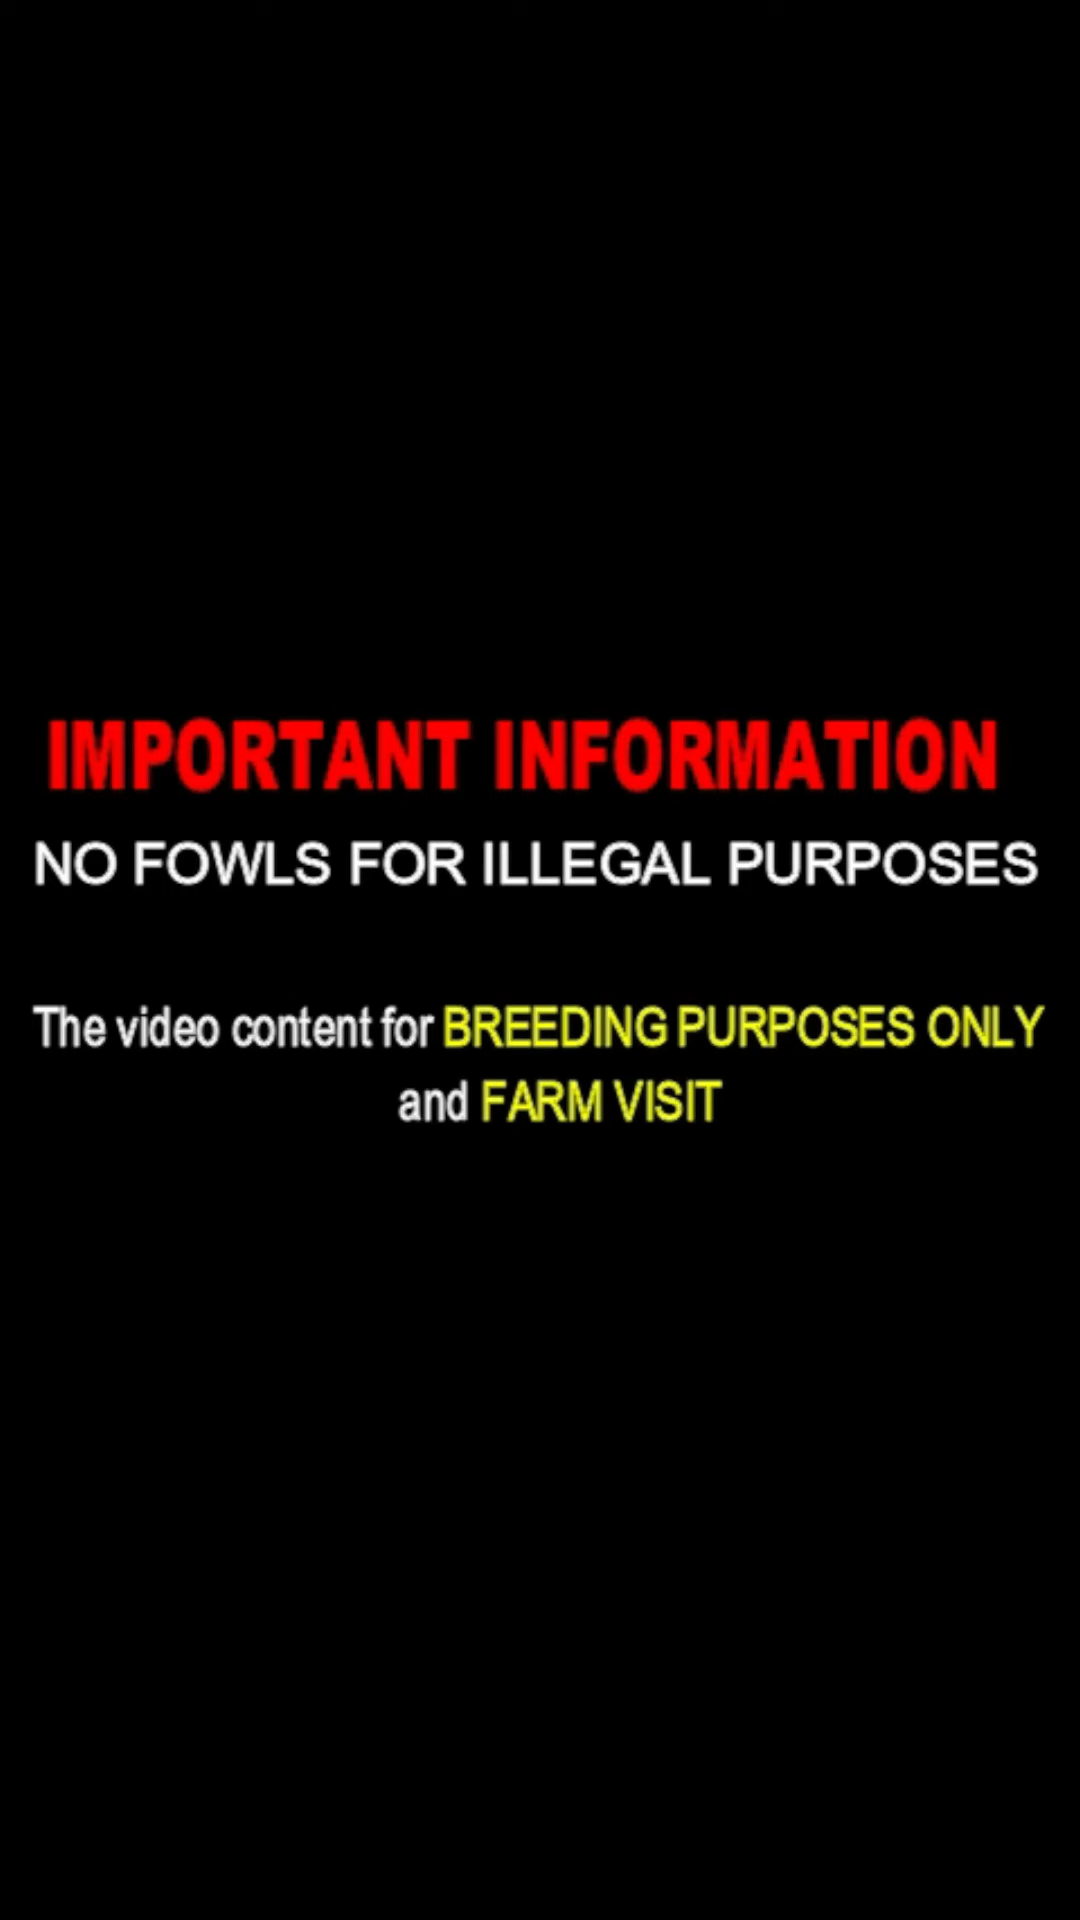 IMPORTANT INFORMATION
NO FOWLS FOR ILLEGAL PURPOSES
The video content for BREEDING PURPOSES ONLY
and FARM VISIT